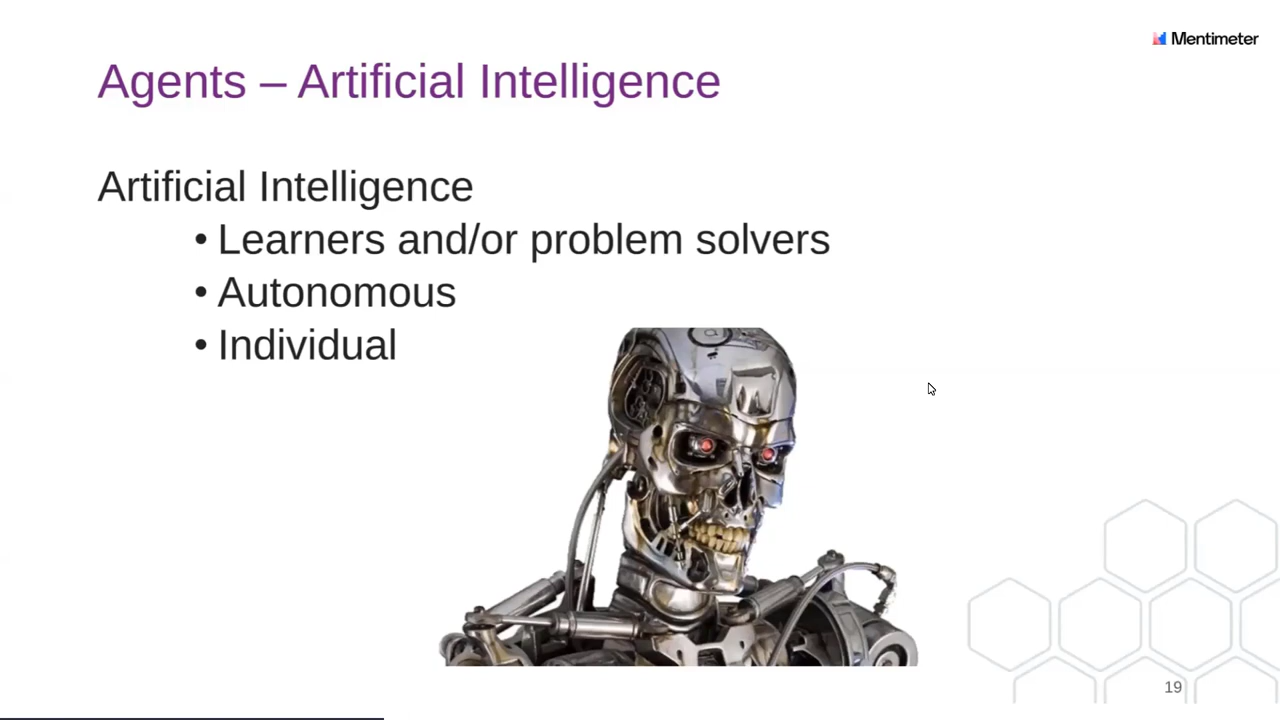 Mentimeter
Agents – Artificial Intelligence
Artificial Intelligence
• Learners and/or problem solvers
• Autonomous
• Individual
19